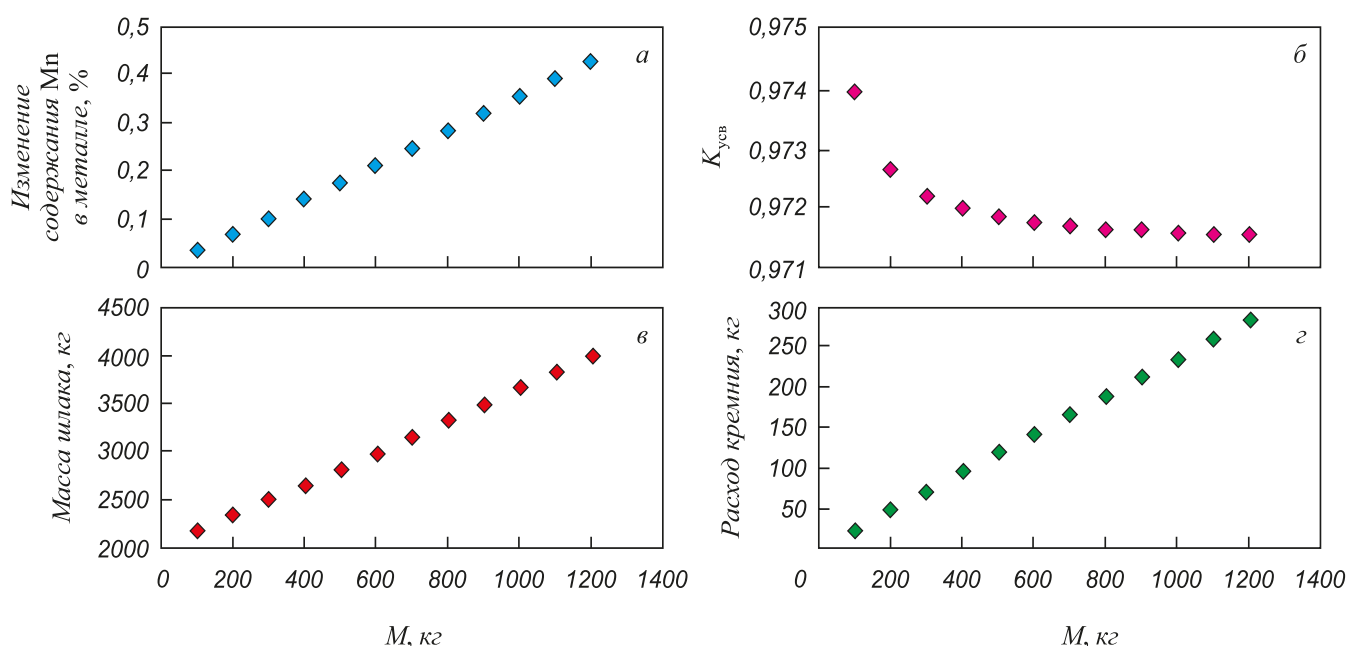 Изменение
содержания Mn
в металле, %
0,5
0,4
0,3
0,2
0,1
0
а
K усв
0,975
0,974
0,973
0,972
0,971
б
Масса шлака, кг
4500
4000
3500
3000
2500
2000
в
0 200 400 600 800 1000 1200 1400
М, кг
Расход кремния, кг
300
250
200
150
100
50
г
0 200 400 600 800 1000 1200 1400
М, кг